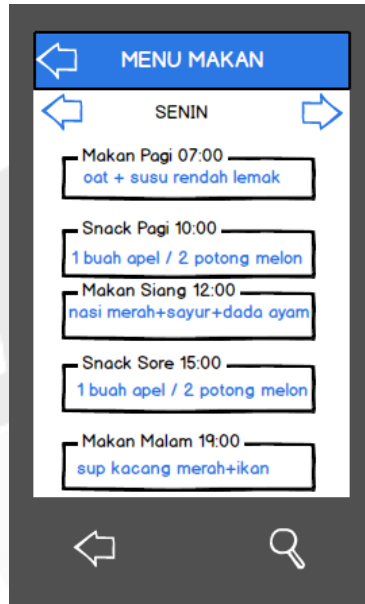 MENU MAKAN
SENIN
Makan Pagi 07:00
oat + susu rendah lemak
Snack Pagi 10:00
1 buah apel / 2 potong melon
Makan Siang 12:00
nasi merah+sayur+dada ayam
Snack Sore 15:00
1 buah apel / 2 potong melon
Makan Malam 19:00
sup kacang merah+ikan